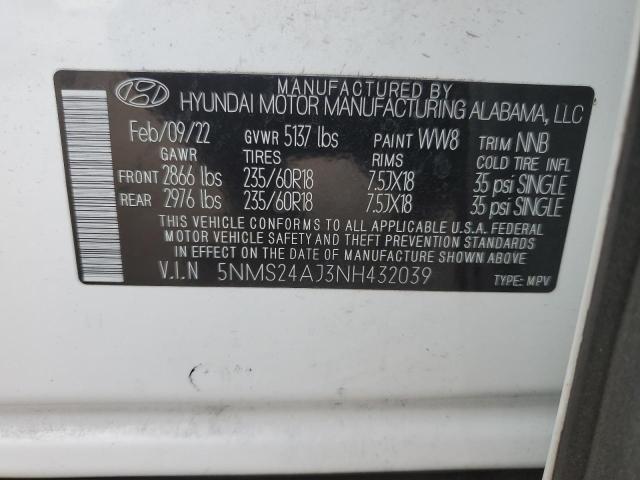 MANUFACTURED BY
HYUNDAI MOTOR MANUFACTURING ALABAMA, LLC
Feb/09/22 GVWR 5137 lbs PAINT WW8 TRIM NNB
GAWR TIRES RIMS COLD TIRE INFL
FRONT 2866 lbs 235/60R18 7.5JX18 35 psi SINGLE
REAR 2976 lbs 235/60R18 7.5JX18 35 psi SINGLE
THIS VEHICLE CONFORMS TO ALL APPLICABLE U.S.A. FEDERAL
MOTOR VEHICLE SAFETY AND THEFT PREVENTION STANDARDS
IN EFFECT ON THE DATE OF MANUFACTURE SHOWN ABOVE.
V.I.N 5NMS24AJ3NH432039 TYPE: MPV